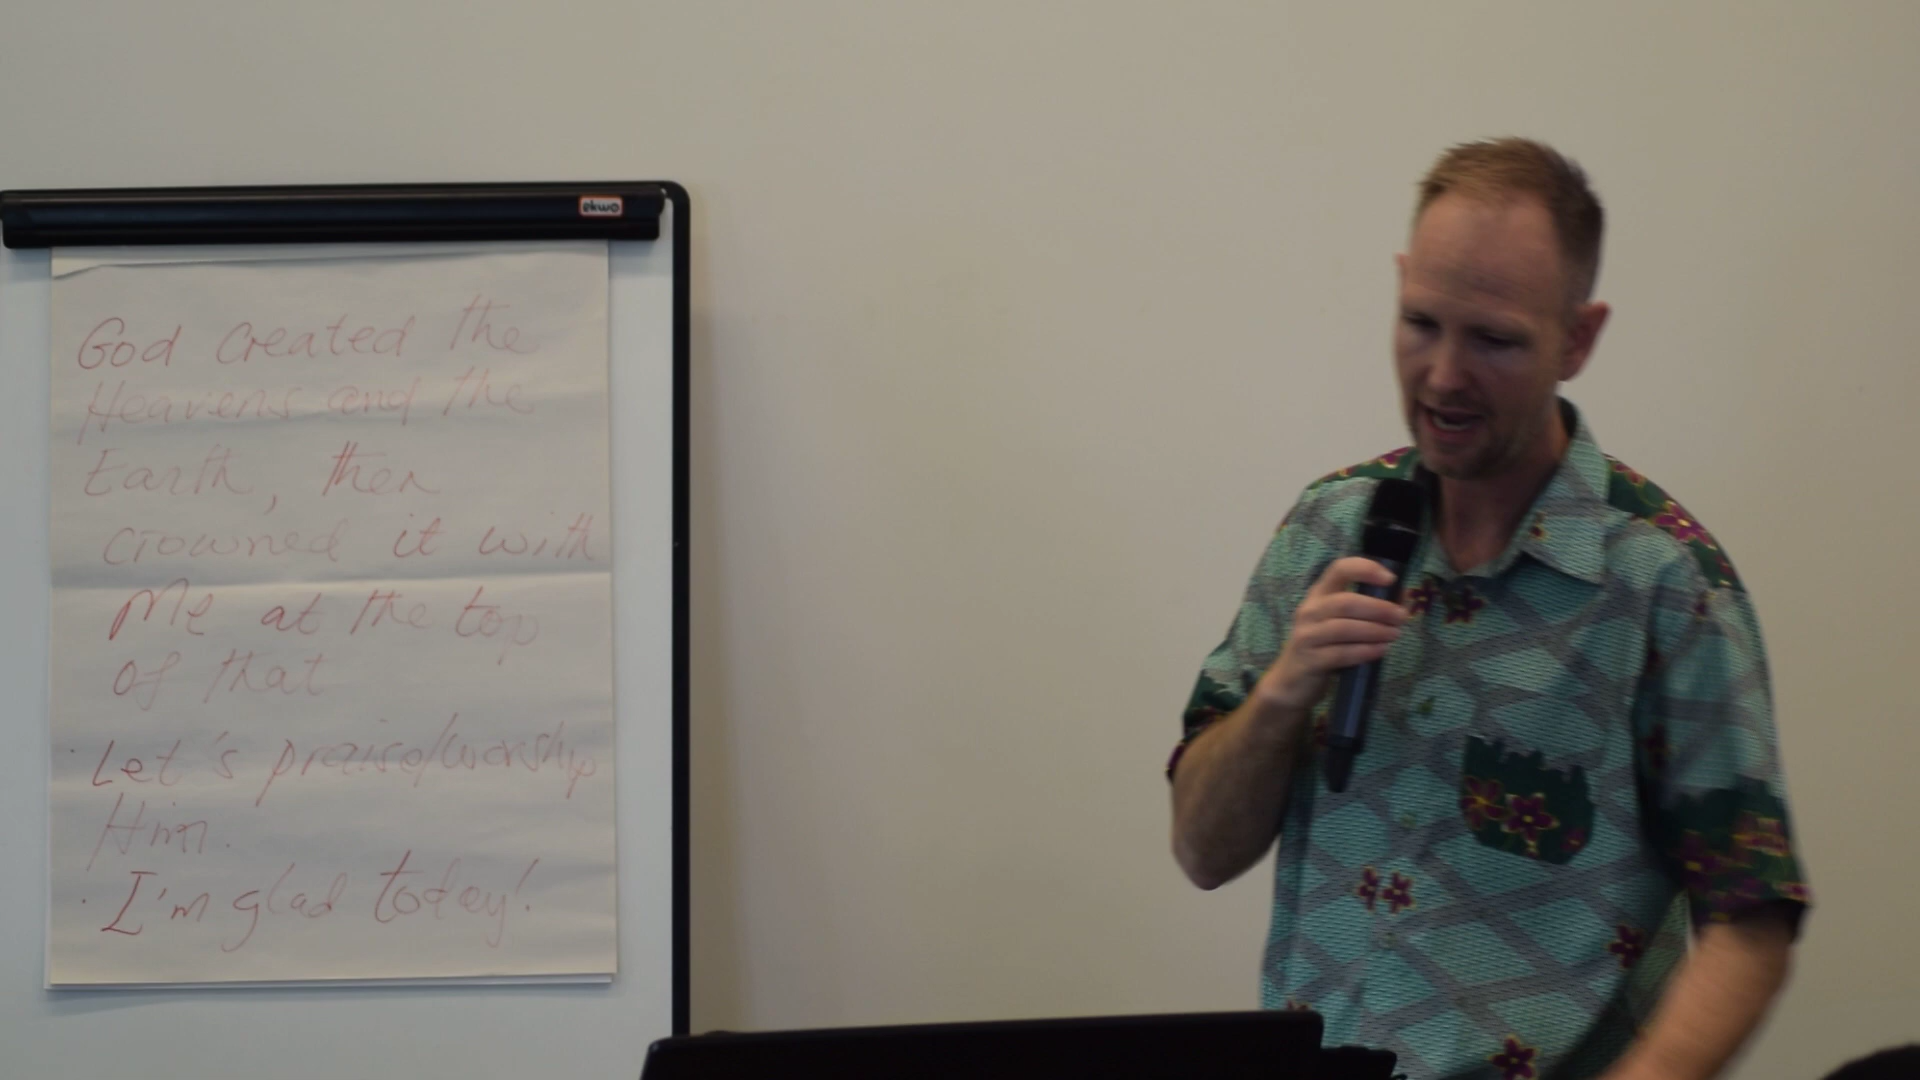 ekwo
God created the
Heavens and the
Earth, then
crowned it with
Me at the top
of that
Let's praise/worship
Him.
I'm glad today!